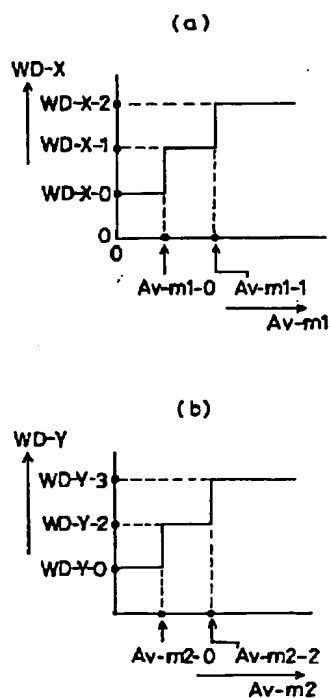 (a)
WD-X
WD-X-2
WD-X-1
WD-X-0
0
0
Av-m1-0 Av-m1-1
Av-m1
(b)
WD-Y
WD-Y-3
WD-Y-2
WD-Y-0
Av-m2-0 Av-m2-2
Av-m2